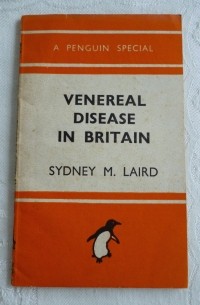 A PENGUIN SPECIAL
VENEREAL
DISEASE
IN BRITAIN
SYDNEY M. LAIRD